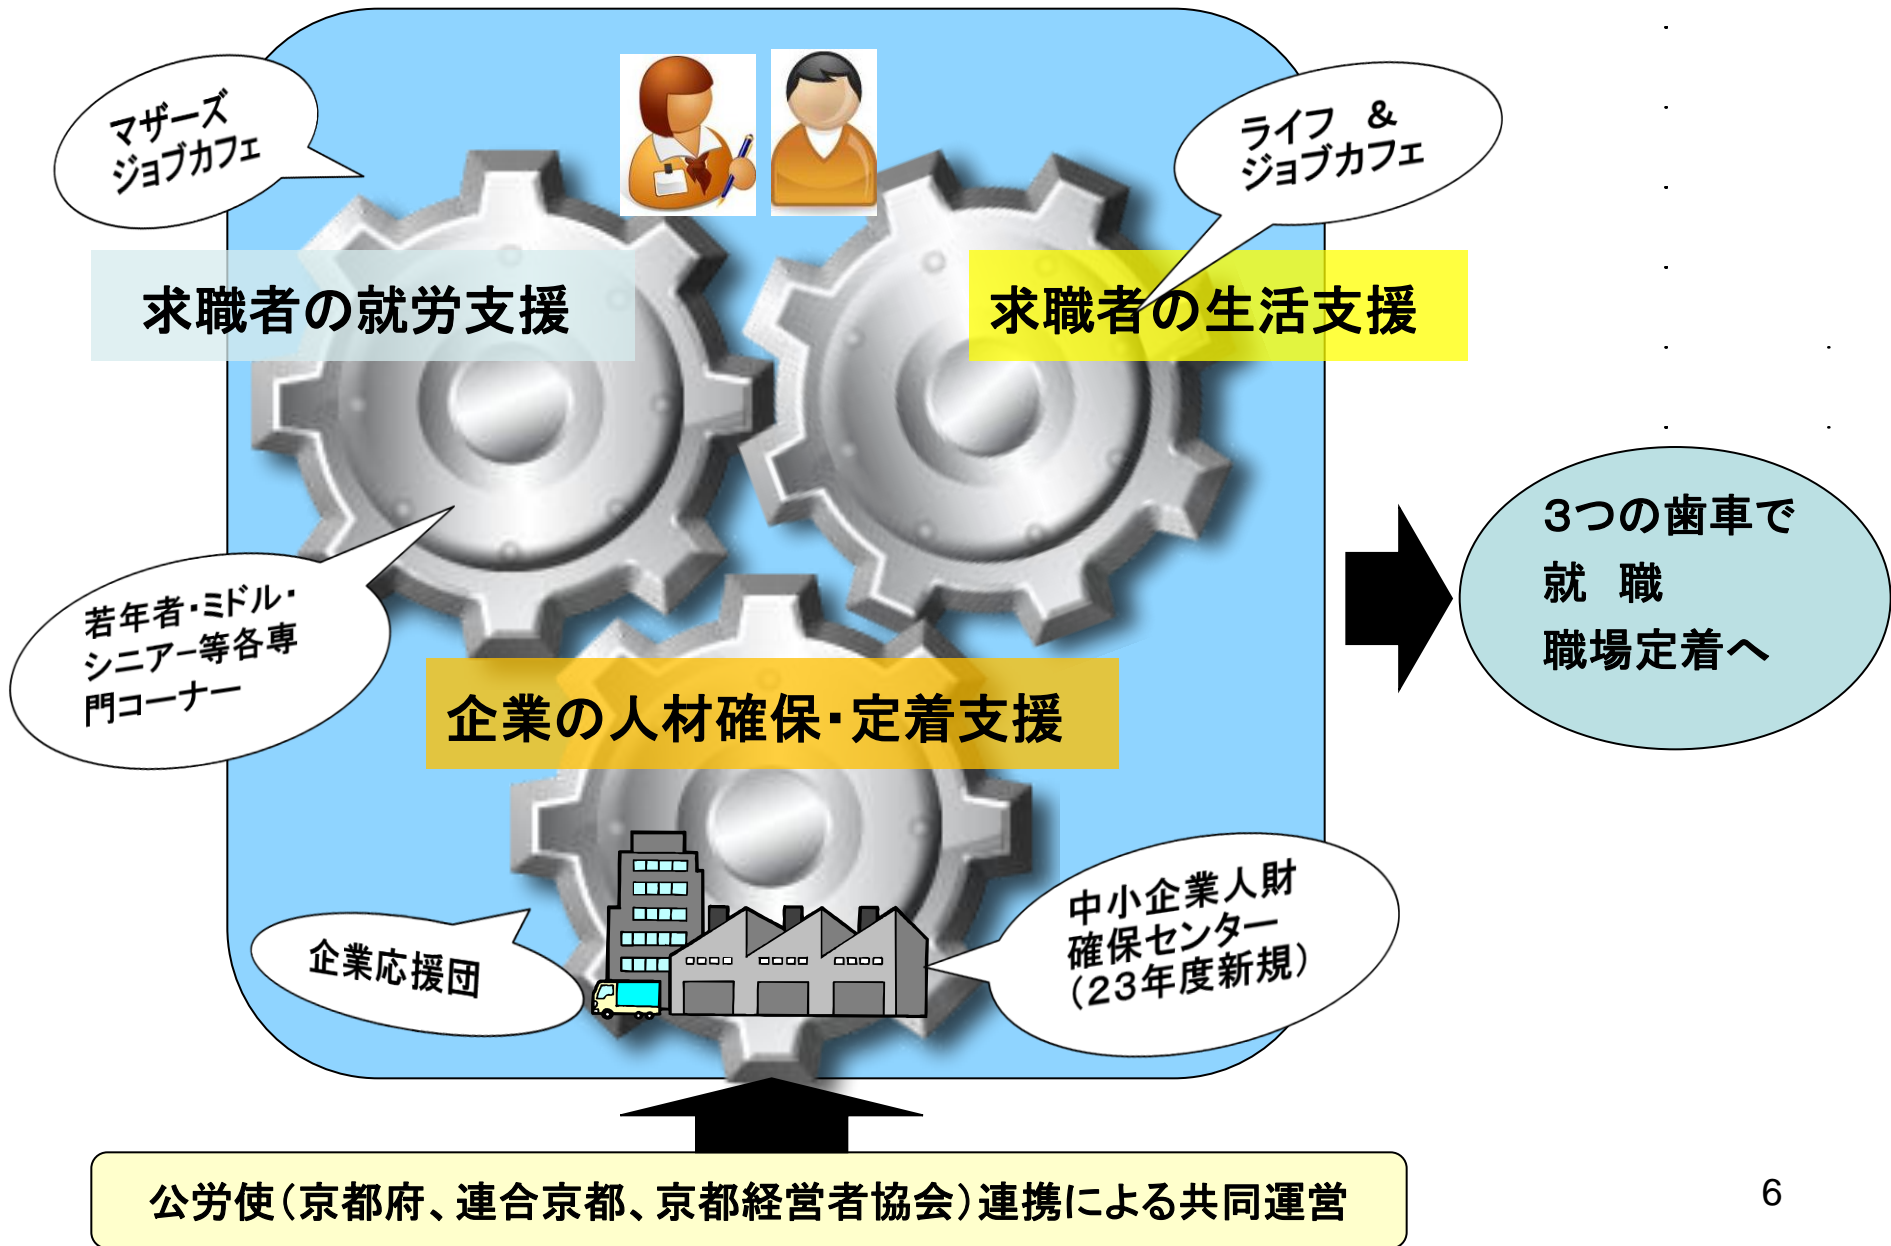 マザーズ
ジョブカフェ
ライフ &
ジョブカフェ
求職者の就労支援
求職者の生活支援
3つの歯車で
就 職
職場定着へ
若年者・ミドル・
シニアー等各専
門コーナー
企業の人材確保・定着支援
企業応援団
中小企業人財
確保センター
(23年度新規)
公労使(京都府、連合京都、京都経営者協会)連携による共同運営
6